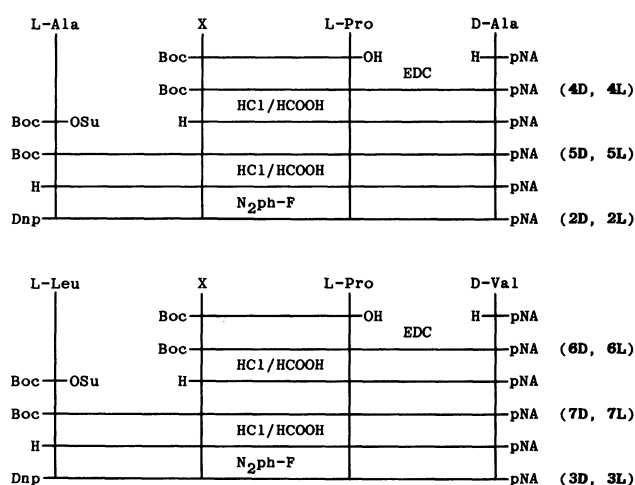 L-Ala X L-Pro D-Ala
Boc OH H pNA
EDC
Boc pNA (4D, 4L)
HCl/HCOOH
Boc OSu H pNA
Boc pNA (5D, 5L)
HCl/HCOOH
H pNA
N2ph-F
Dnp pNA (2D, 2L)
L-Leu X L-Pro D-Val
Boc OH H pNA
EDC
Boc pNA (6D, 6L)
HCl/HCOOH
Boc OSu H pNA
Boc pNA (7D, 7L)
HCl/HCOOH
H pNA
N2ph-F
Dnp pNA (3D, 3L)